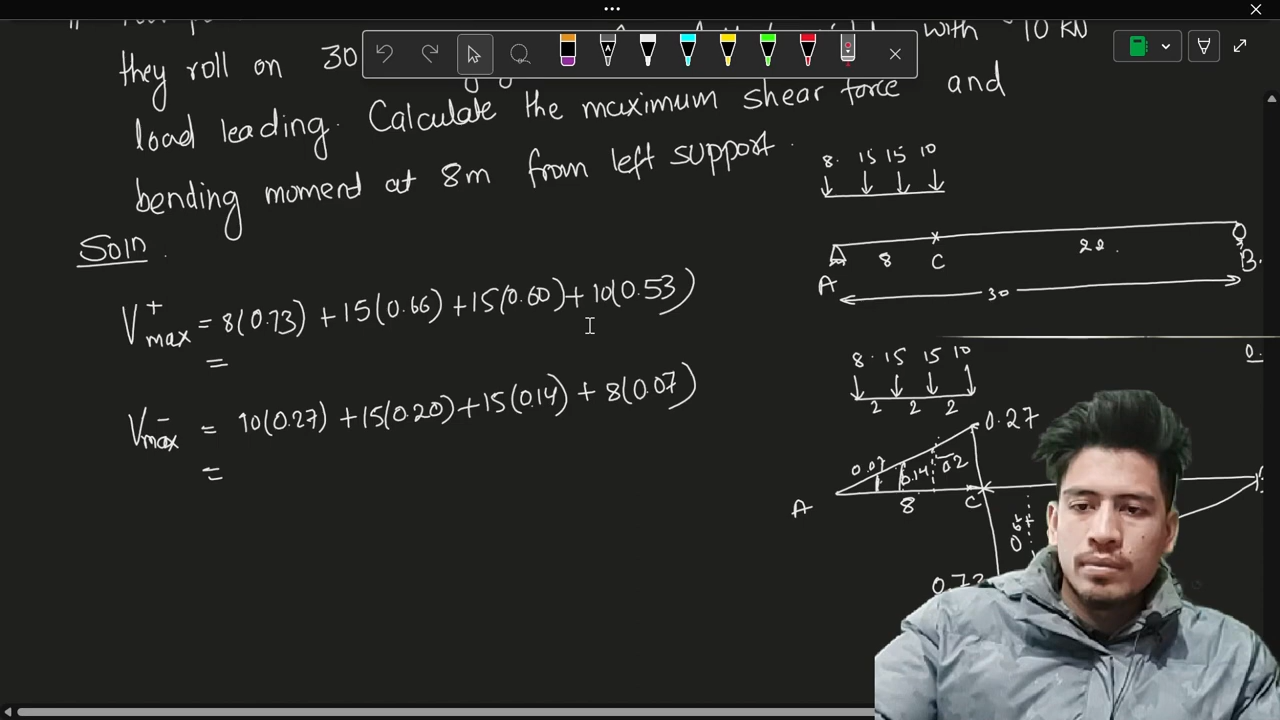 they roll on 30 with 10 KN
load leading. Calculate the maximum shear force and
bending moment at 8m from left support.
Soln.
V+max = 8(0.73) + 15(0.66) + 15(0.60) + 10(0.53)
=
V-max = 10(0.27) + 15(0.20) + 15(0.14) + 8(0.07)
=
8 15 15 10
8 C 22
A B
30
8 15 15 10
2 2 2
0.27
0.07 0.14 0.2
A 8 C
0.73